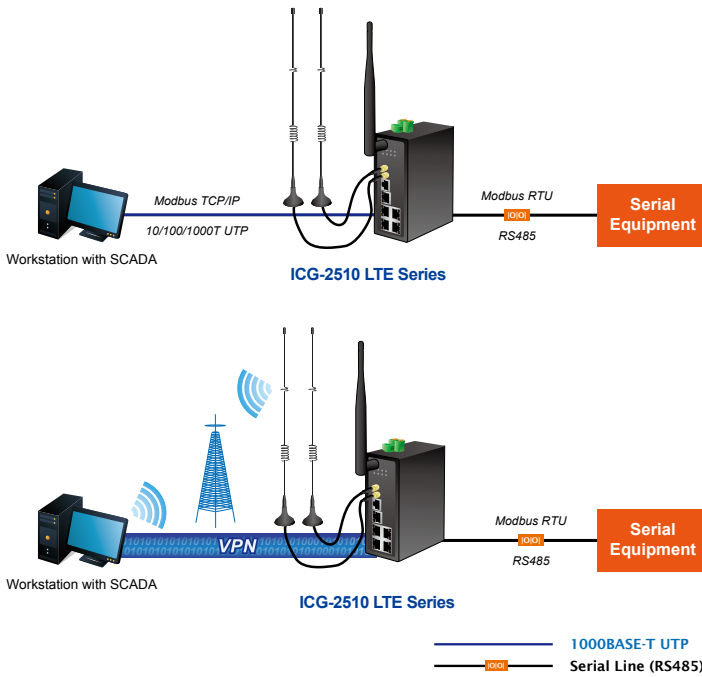 Modbus TCP/IP
10/100/1000T UTP
Modbus RTU
|O|O|
RS485
Serial
Equipment
Workstation with SCADA
ICG-2510 LTE Series
VPN
Modbus RTU
|O|O|
RS485
Serial
Equipment
Workstation with SCADA
ICG-2510 LTE Series
1000BASE-T UTP
|O|O|
Serial Line (RS485)